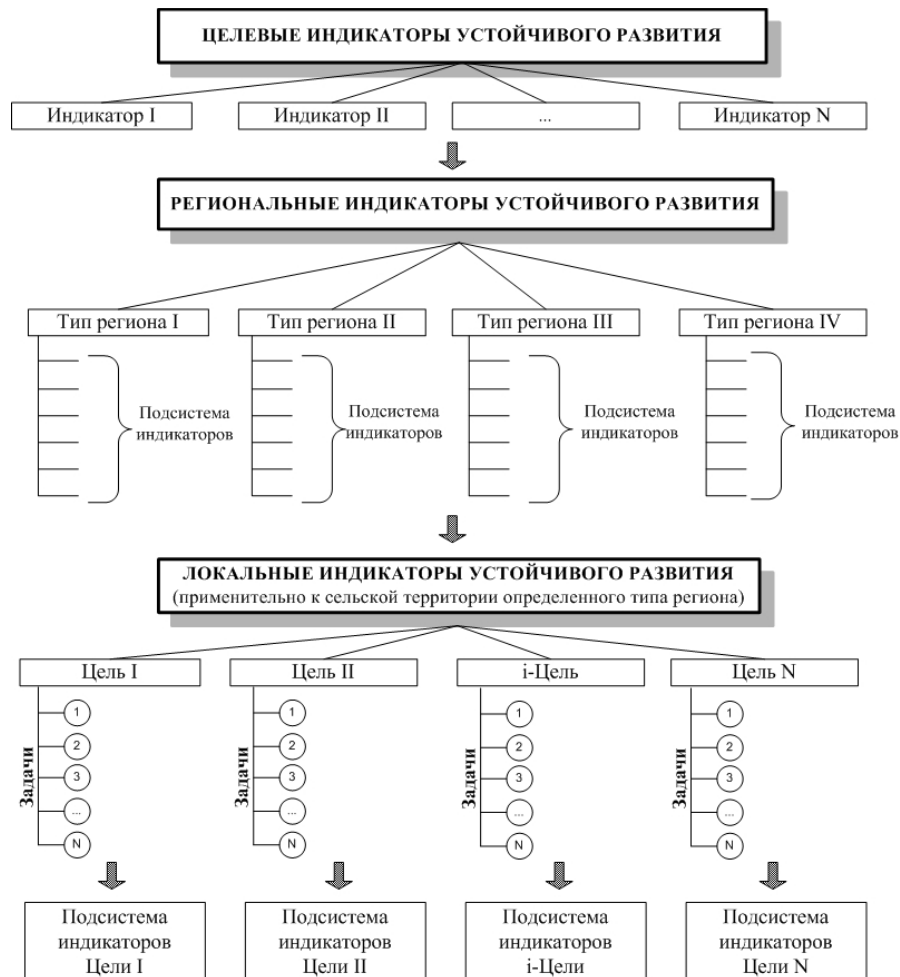 ЦЕЛЕВЫЕ ИНДИКАТОРЫ УСТОЙЧИВОГО РАЗВИТИЯ
Индикатор I
Индикатор II
...
Индикатор N
РЕГИОНАЛЬНЫЕ ИНДИКАТОРЫ УСТОЙЧИВОГО РАЗВИТИЯ
Тип региона I
Тип региона II
Тип региона III
Тип региона IV
Подсистема
индикаторов
Подсистема
индикаторов
Подсистема
индикаторов
Подсистема
индикаторов
ЛОКАЛЬНЫЕ ИНДИКАТОРЫ УСТОЙЧИВОГО РАЗВИТИЯ
(применительно к сельской территории определенного типа региона)
Цель I
Задачи
1
2
3
...
N
Подсистема
индикаторов
Цели I
Цель II
Задачи
1
2
3
...
N
Подсистема
индикаторов
Цели II
i-Цель
Задачи
1
2
3
...
N
Подсистема
индикаторов
i-Цели
Цель N
Задачи
1
2
3
...
N
Подсистема
индикаторов
Цели N